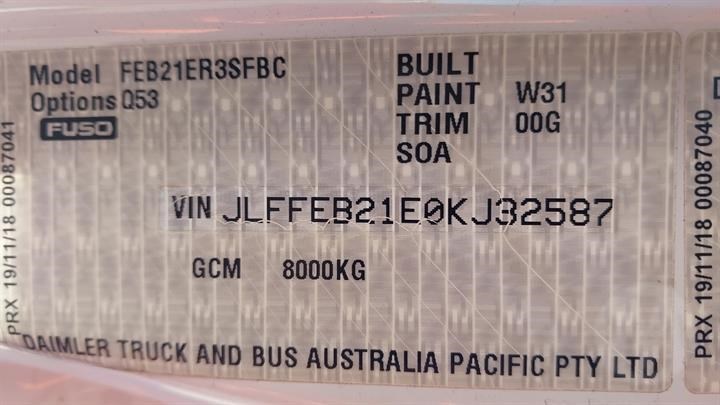 Model FEB21ER3SFBC
Options Q53
FUSO
BUILT
PAINT W31
TRIM 00G
SOA
VIN JLFFEB21E0KJ32587
GCM 8000KG
DAIMLER TRUCK AND BUS AUSTRALIA PACIFIC PTY LTD
PRX 19/11/18 00087041
PRX 19/11/18 00087040